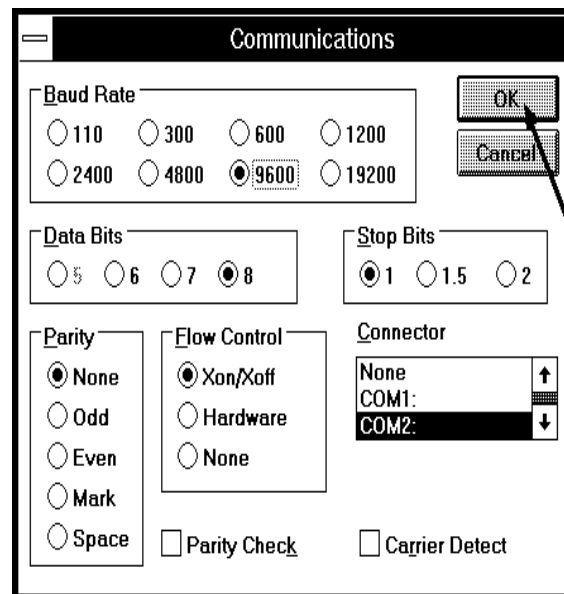 Communications
Baud Rate
110 300 600 1200
2400 4800 9600 19200
OK
Cancel
Data Bits
5 6 7 8
Stop Bits
1 1.5 2
Parity
None
Odd
Even
Mark
Space
Flow Control
Xon/Xoff
Hardware
None
Connector
None
COM1:
COM2:
Parity Check
Carrier Detect